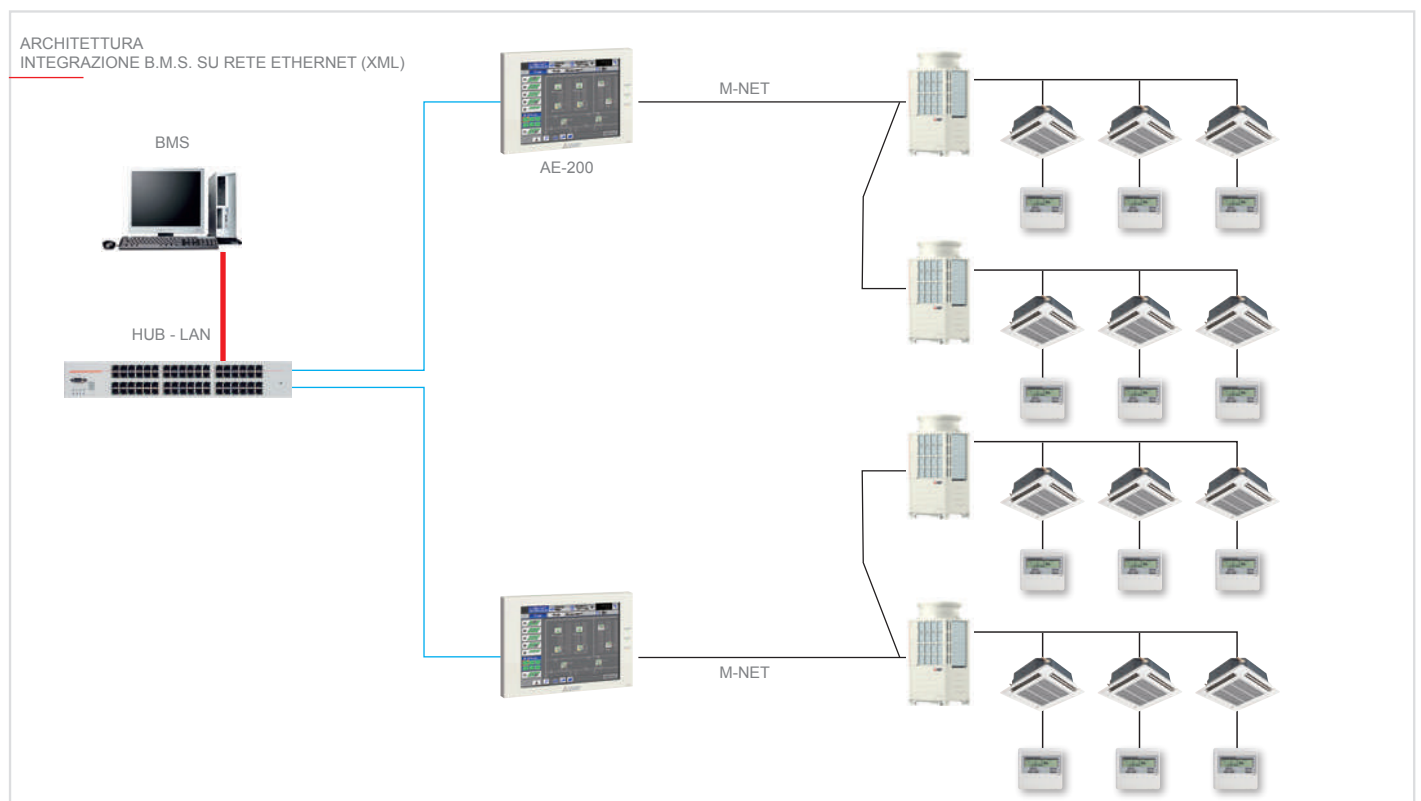 ARCHITETTURA
INTEGRAZIONE B.M.S. SU RETE ETHERNET (XML)
BMS
HUB - LAN
AE-200
M-NET
M-NET